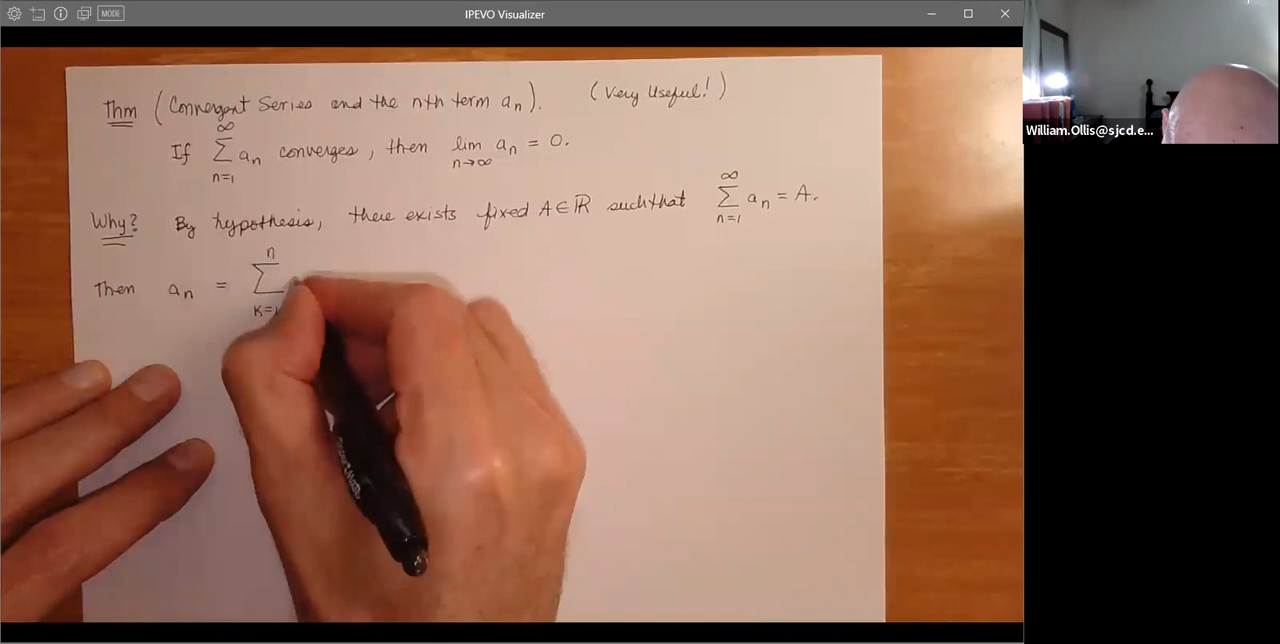 MODE
IPEVO Visualizer
William.Ollis@sjcd.e...
Thm (Convergent Series and the nth term aₙ). (Very Useful!)
If ∑_{n=1}^{∞} aₙ converges, then lim_{n→∞} aₙ = 0.
Why? By hypothesis, there exists fixed A∈ℝ such that ∑_{n=1}^{∞} aₙ = A.
Then aₙ = ∑_{K=1}^{n}